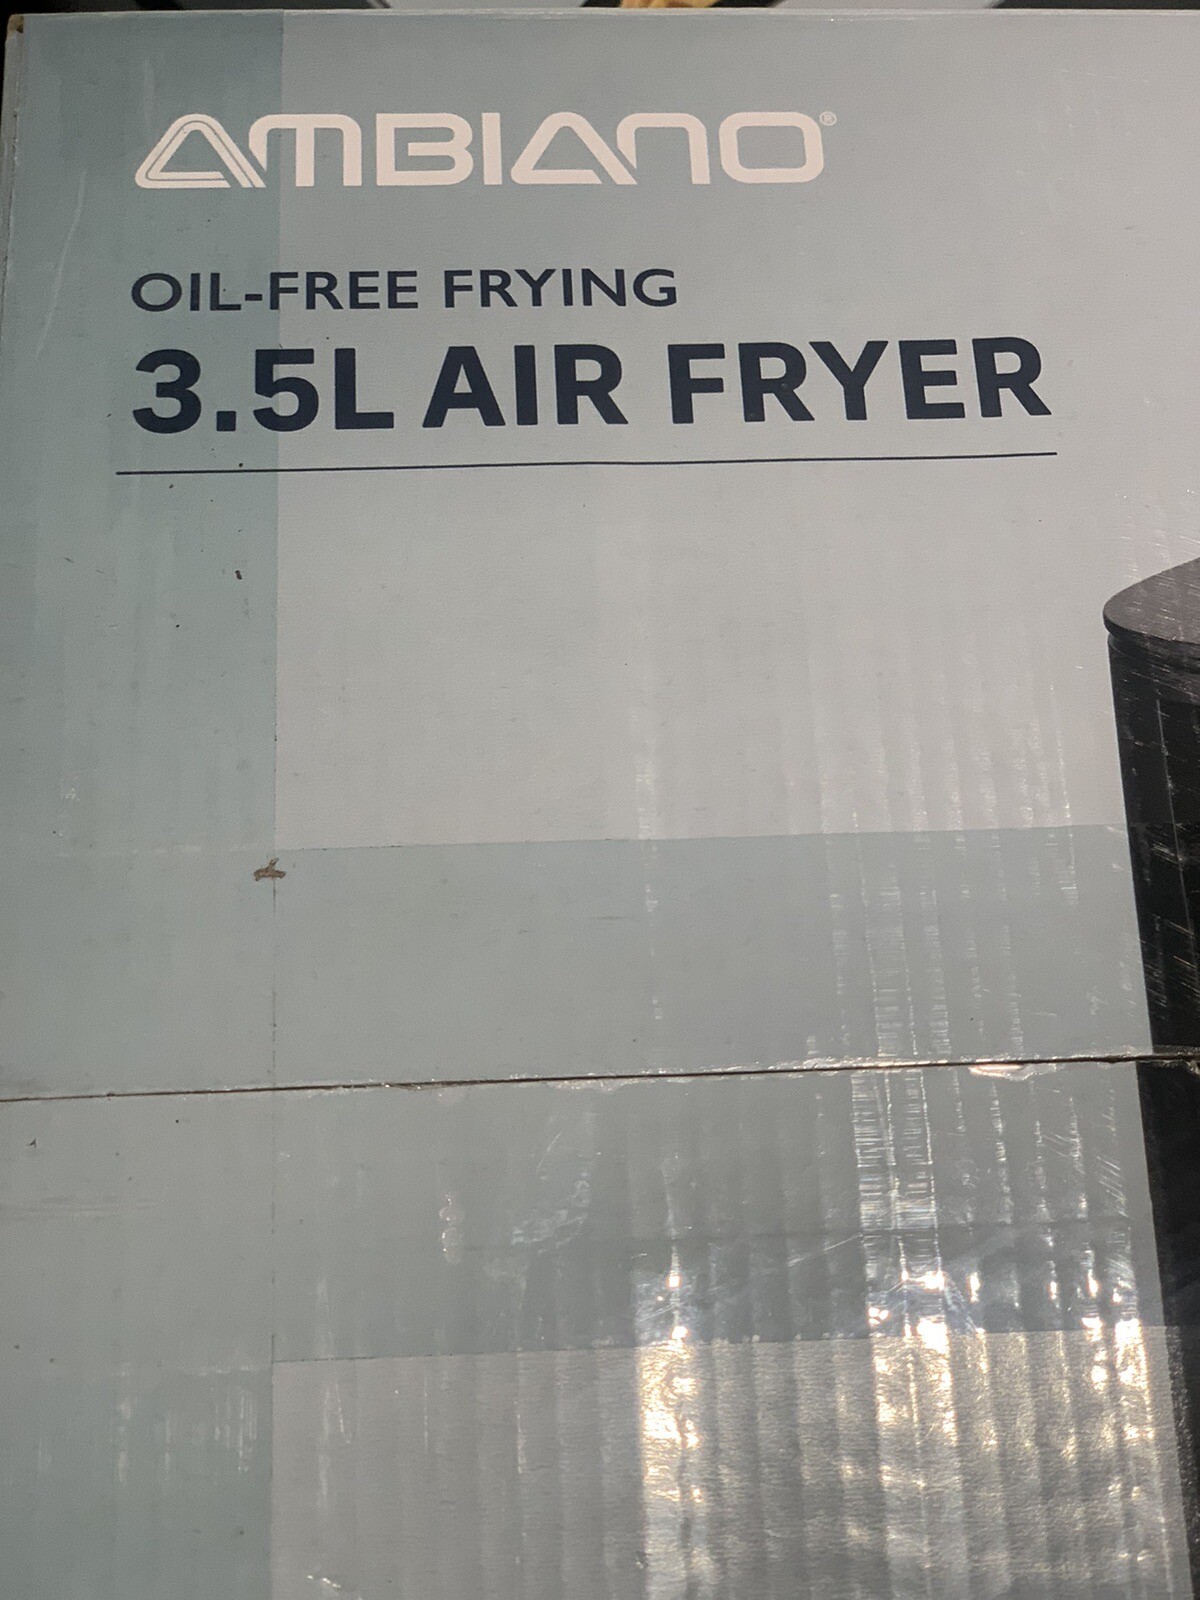 AMBIANO®
OIL-FREE FRYING
3.5L AIR FRYER